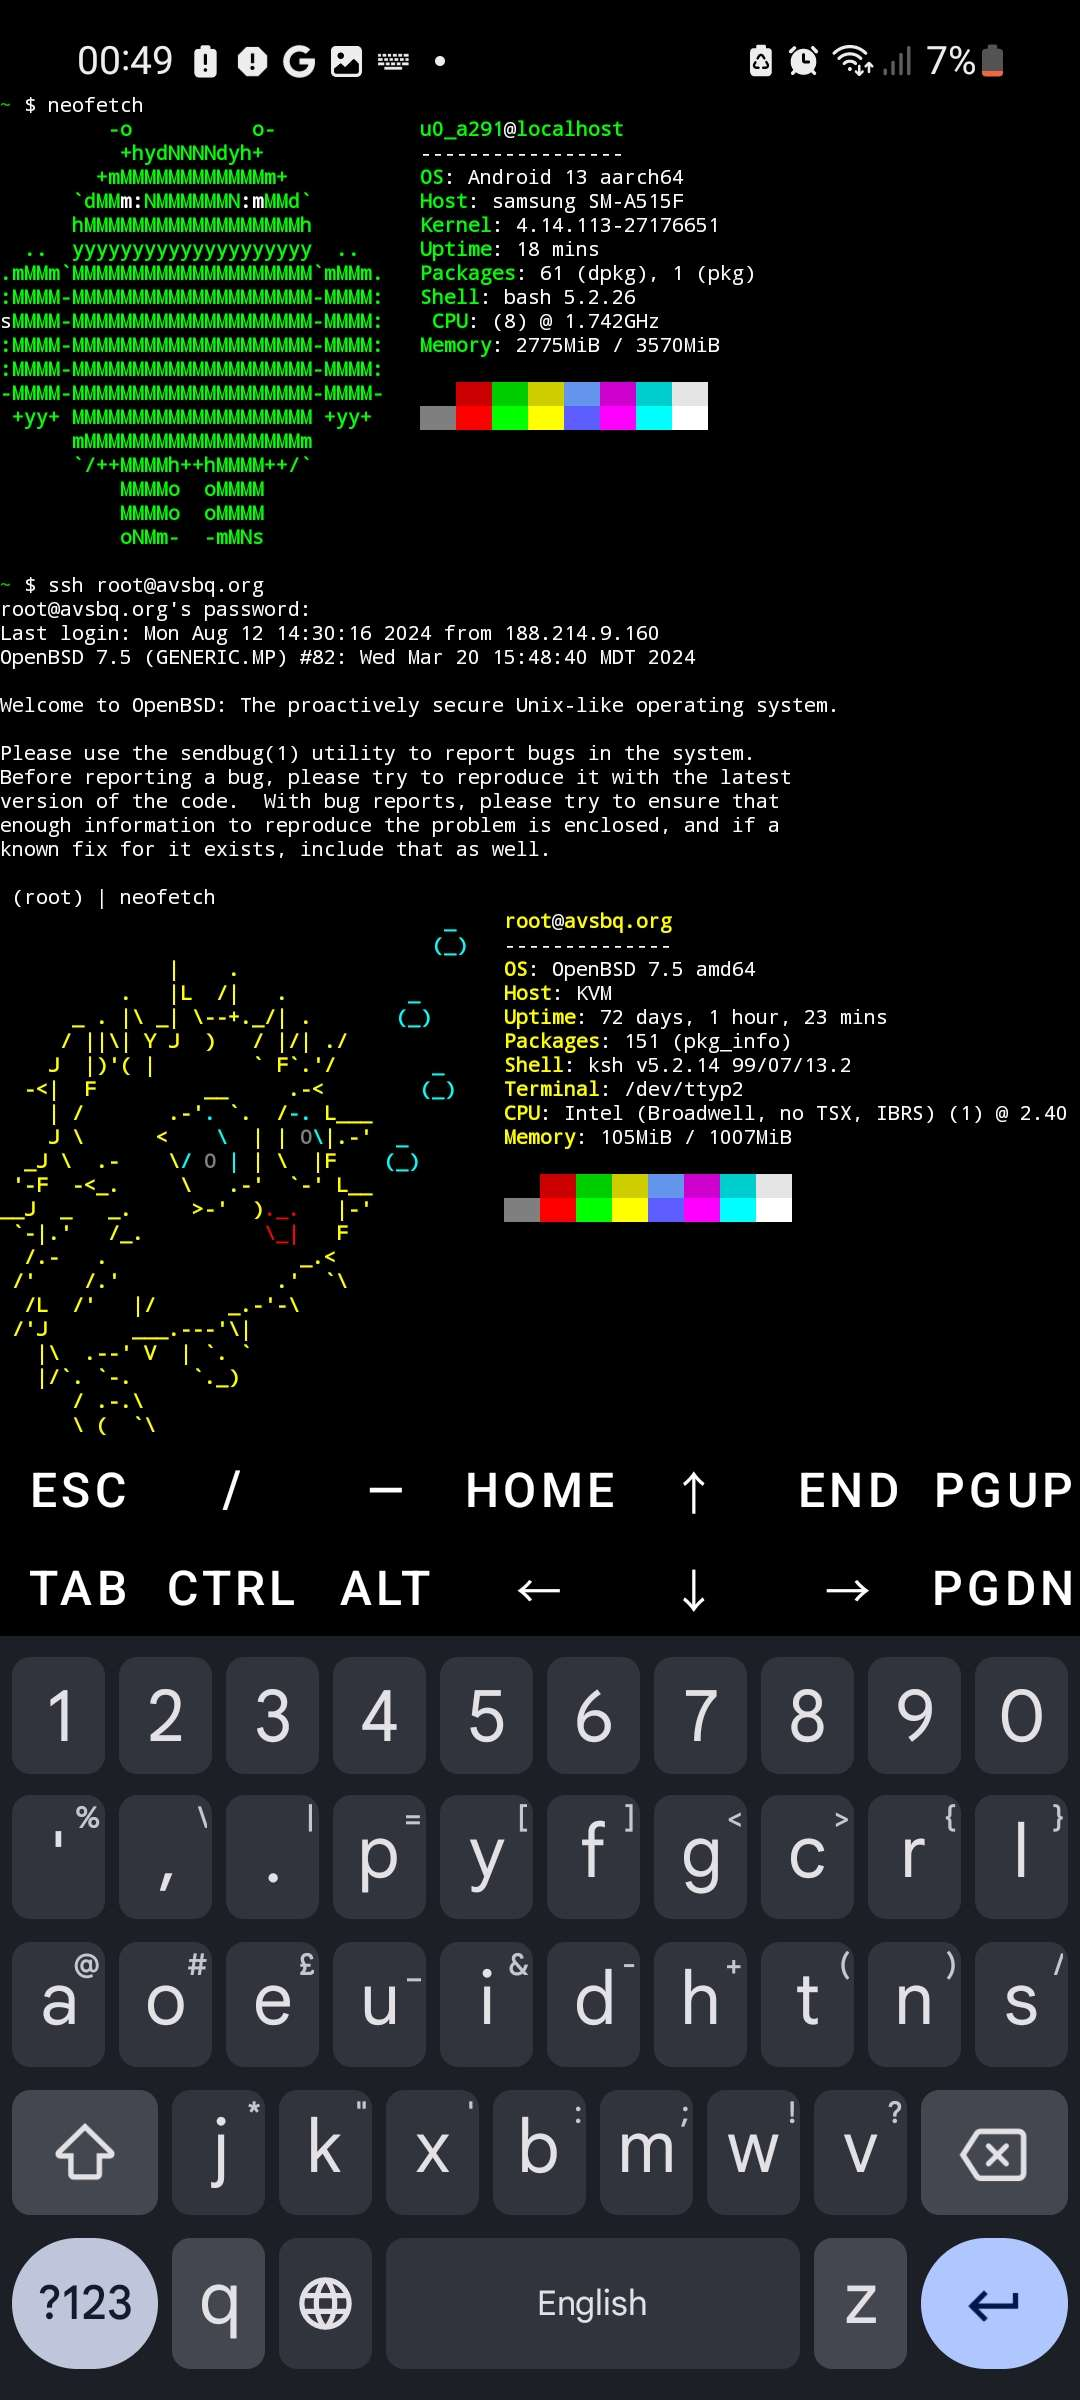 00:49 7%
~ $ neofetch
         -o          o-
          +hydNNNNdyh+
        +mMMMMMMMMMMMMm+
      `dMMm:NMMMMMMN:mMMd`
      hMMMMMMMMMMMMMMMMMMh
  ..  yyyyyyyyyyyyyyyyyyyy  ..
.mMMm`MMMMMMMMMMMMMMMMMMMM`mMMm.
:MMMM-MMMMMMMMMMMMMMMMMMMM-MMMM:
sMMMM-MMMMMMMMMMMMMMMMMMMM-MMMM:
:MMMM-MMMMMMMMMMMMMMMMMMMM-MMMM:
:MMMM-MMMMMMMMMMMMMMMMMMMM-MMMM:
-MMMM-MMMMMMMMMMMMMMMMMMMM-MMMM-
 +yy+ MMMMMMMMMMMMMMMMMMMM +yy+
      mMMMMMMMMMMMMMMMMMMm
      `/++MMMMh++hMMMM++/`
          MMMMo  oMMMM
          MMMMo  oMMMM
          oNMm-  -mMNs
u0_a291@localhost
-----------------
OS: Android 13 aarch64
Host: samsung SM-A515F
Kernel: 4.14.113-27176651
Uptime: 18 mins
Packages: 61 (dpkg), 1 (pkg)
Shell: bash 5.2.26
CPU: (8) @ 1.742GHz
Memory: 2775MiB / 3570MiB
~ $ ssh root@avsbq.org
root@avsbq.org's password:
Last login: Mon Aug 12 14:30:16 2024 from 188.214.9.160
OpenBSD 7.5 (GENERIC.MP) #82: Wed Mar 20 15:48:40 MDT 2024
Welcome to OpenBSD: The proactively secure Unix-like operating system.
Please use the sendbug(1) utility to report bugs in the system.
Before reporting a bug, please try to reproduce it with the latest
version of the code.  With bug reports, please try to ensure that
enough information to reproduce the problem is enclosed, and if a
known fix for it exists, include that as well.
(root) | neofetch
root@avsbq.org
--------------
OS: OpenBSD 7.5 amd64
Host: KVM
Uptime: 72 days, 1 hour, 23 mins
Packages: 151 (pkg_info)
Shell: ksh v5.2.14 99/07/13.2
Terminal: /dev/ttyp2
CPU: Intel (Broadwell, no TSX, IBRS) (1) @ 2.40
Memory: 105MiB / 1007MiB
ESC / — HOME ↑ END PGUP
TAB CTRL ALT ← ↓ → PGDN
1 2 3 4 5 6 7 8 9 0
% \ | = [ ] < > { }
' , . p y f g c r l
@ # £ _ & - + ( ) /
a o e u i d h t n s
* " ' : ; ! ?
j k x b m w v
?123 q English z